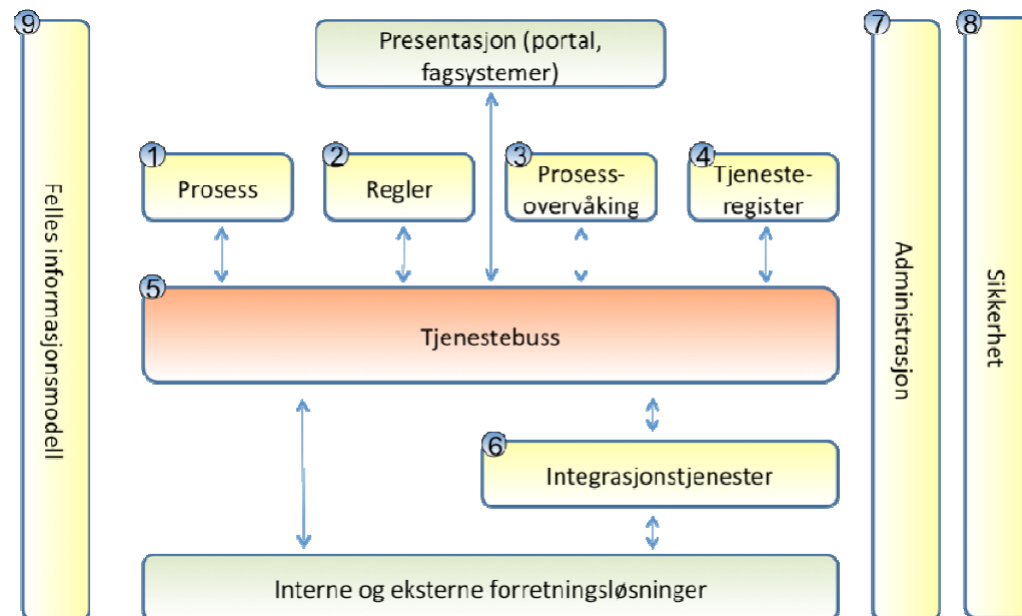 9
Felles informasjonsmodell
Presentasjon (portal,
fagsystemer)
7
Administrasjon
8
Sikkerhet
1
Prosess
2
Regler
3
Prosess-
overvåking
4
Tjeneste-
register
5
Tjenestebuss
6
Integrasjonstjenester
Interne og eksterne forretningsløsninger